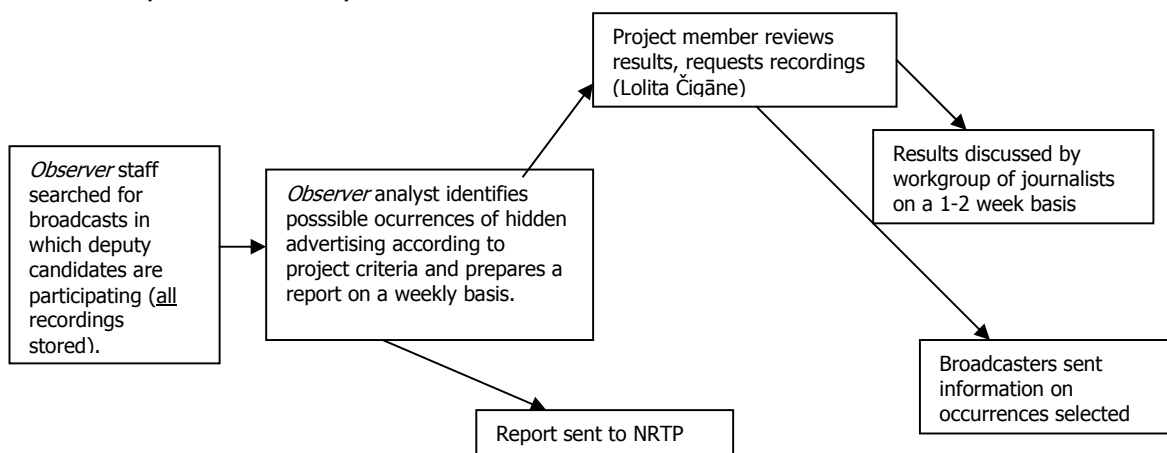 Observer staff
searched for
broadcasts in
which deputy
candidates are
participating (all
recordings
stored).
Observer analyst identifies
posssible ocurrences of hidden
advertising according to
project criteria and prepares a
report on a weekly basis.
Project member reviews
results, requests recordings
(Lolita Čigāne)
Results discussed by
workgroup of journalists
on a 1-2 week basis
Broadcasters sent
information on
occurrences selected
Report sent to NRTP